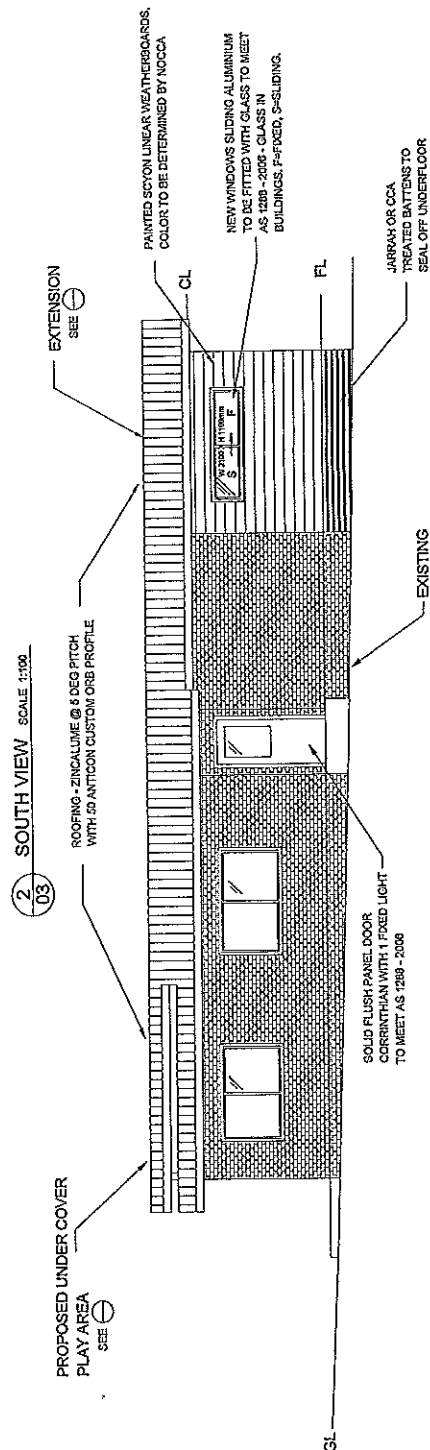 2
03
SOUTH VIEW SCALE 1:100
PROPOSED UNDER COVER
PLAY AREA
SEE
ROOFING - ZINCALUME @ 5 DEG PITCH
WITH 50 ANTICON CUSTOM ORB PROFILE
EXTENSION
SEE
PAINTED SCYON LINEAR WEATHERBOARDS.
COLOR TO BE DETERMINED BY NOCCA
CL
NEW WINDOWS SLIDING ALUMINIUM
TO BE FITTED WITH GLASS TO MEET
AS 1288 - 2006 - GLASS IN
BUILDINGS. F=FIXED, S=SLIDING.
W 2100 X H 1100mm
S F
FL
JARRAH OR CCA
TREATED BATTENS TO
SEAL OFF UNDERFLOOR
EXISTING
SOLID FLUSH PANEL DOOR
CORRINTHIAN WITH 1 FIXED LIGHT
TO MEET AS 1288 - 2006
GL